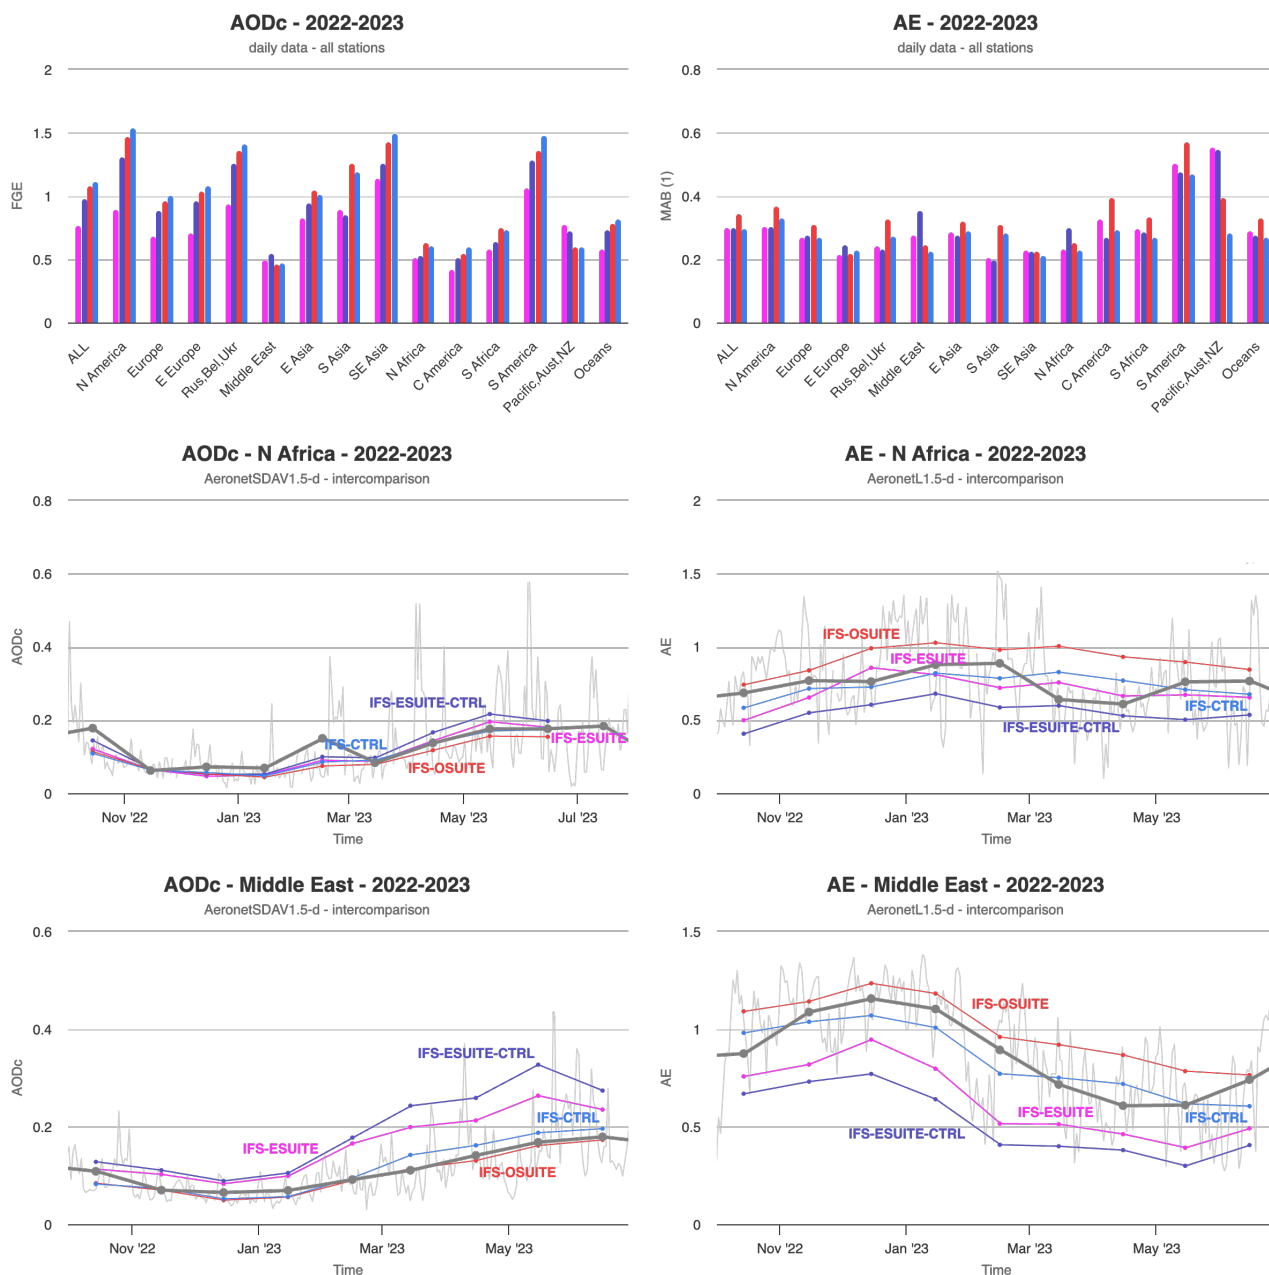 AODc - 2022-2023
daily data - all stations
2
1.5
1
0.5
0
FGE
ALL
N America
Europe
E Europe
Rus,Bel,Ukr
Middle East
E Asia
S Asia
SE Asia
N Africa
C America
S Africa
S America
Pacific,Aust,NZ
Oceans
AE - 2022-2023
daily data - all stations
0.8
0.6
0.4
0.2
0
MAB (1)
ALL
N America
Europe
E Europe
Rus,Bel,Ukr
Middle East
E Asia
S Asia
SE Asia
N Africa
C America
S Africa
S America
Pacific,Aust,NZ
Oceans
AODc - N Africa - 2022-2023
AeronetSDAV1.5-d - intercomparison
0.8
0.6
0.4
0.2
0
AODc
IFS-ESUITE-CTRL
IFS-CTRL
IFS-ESUITE
IFS-OSUITE
Nov '22
Jan '23
Mar '23
May '23
Jul '23
Time
AE - N Africa - 2022-2023
AeronetL1.5-d - intercomparison
2
1.5
1
0.5
0
AE
IFS-OSUITE
IFS-ESUITE
IFS-CTRL
IFS-ESUITE-CTRL
Nov '22
Jan '23
Mar '23
May '23
Time
AODc - Middle East - 2022-2023
AeronetSDAV1.5-d - intercomparison
0.6
0.4
0.2
0
AODc
IFS-ESUITE-CTRL
IFS-CTRL
IFS-ESUITE
IFS-OSUITE
Nov '22
Jan '23
Mar '23
May '23
Time
AE - Middle East - 2022-2023
AeronetL1.5-d - intercomparison
1.5
1
0.5
0
AE
IFS-OSUITE
IFS-ESUITE
IFS-CTRL
IFS-ESUITE-CTRL
Nov '22
Jan '23
Mar '23
May '23
Time